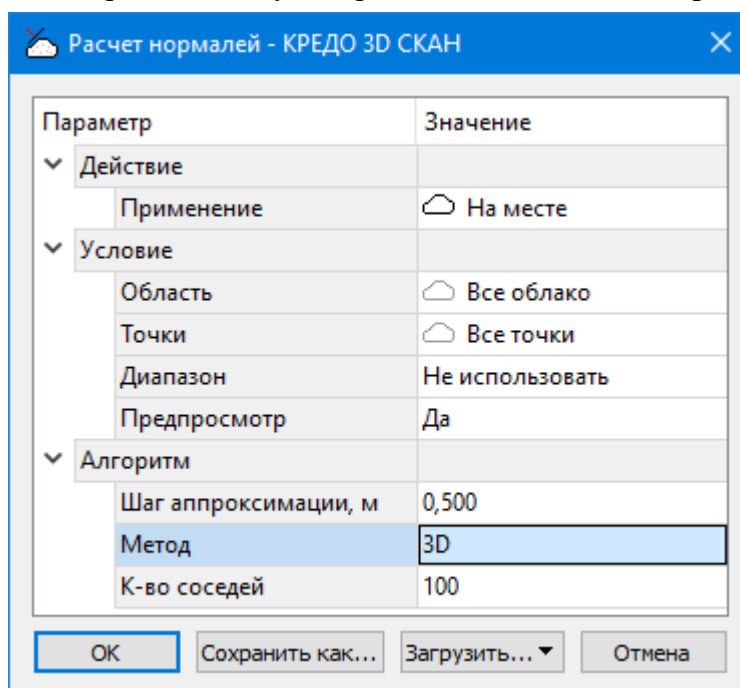 Расчет нормалей - КРЕДО 3D СКАН
Параметр Значение
Действие
Применение На месте
Условие
Область Все облако
Точки Все точки
Диапазон Не использовать
Предпросмотр Да
Алгоритм
Шаг аппроксимации, м 0,500
Метод 3D
К-во соседей 100
OK Сохранить как... Загрузить... Отмена